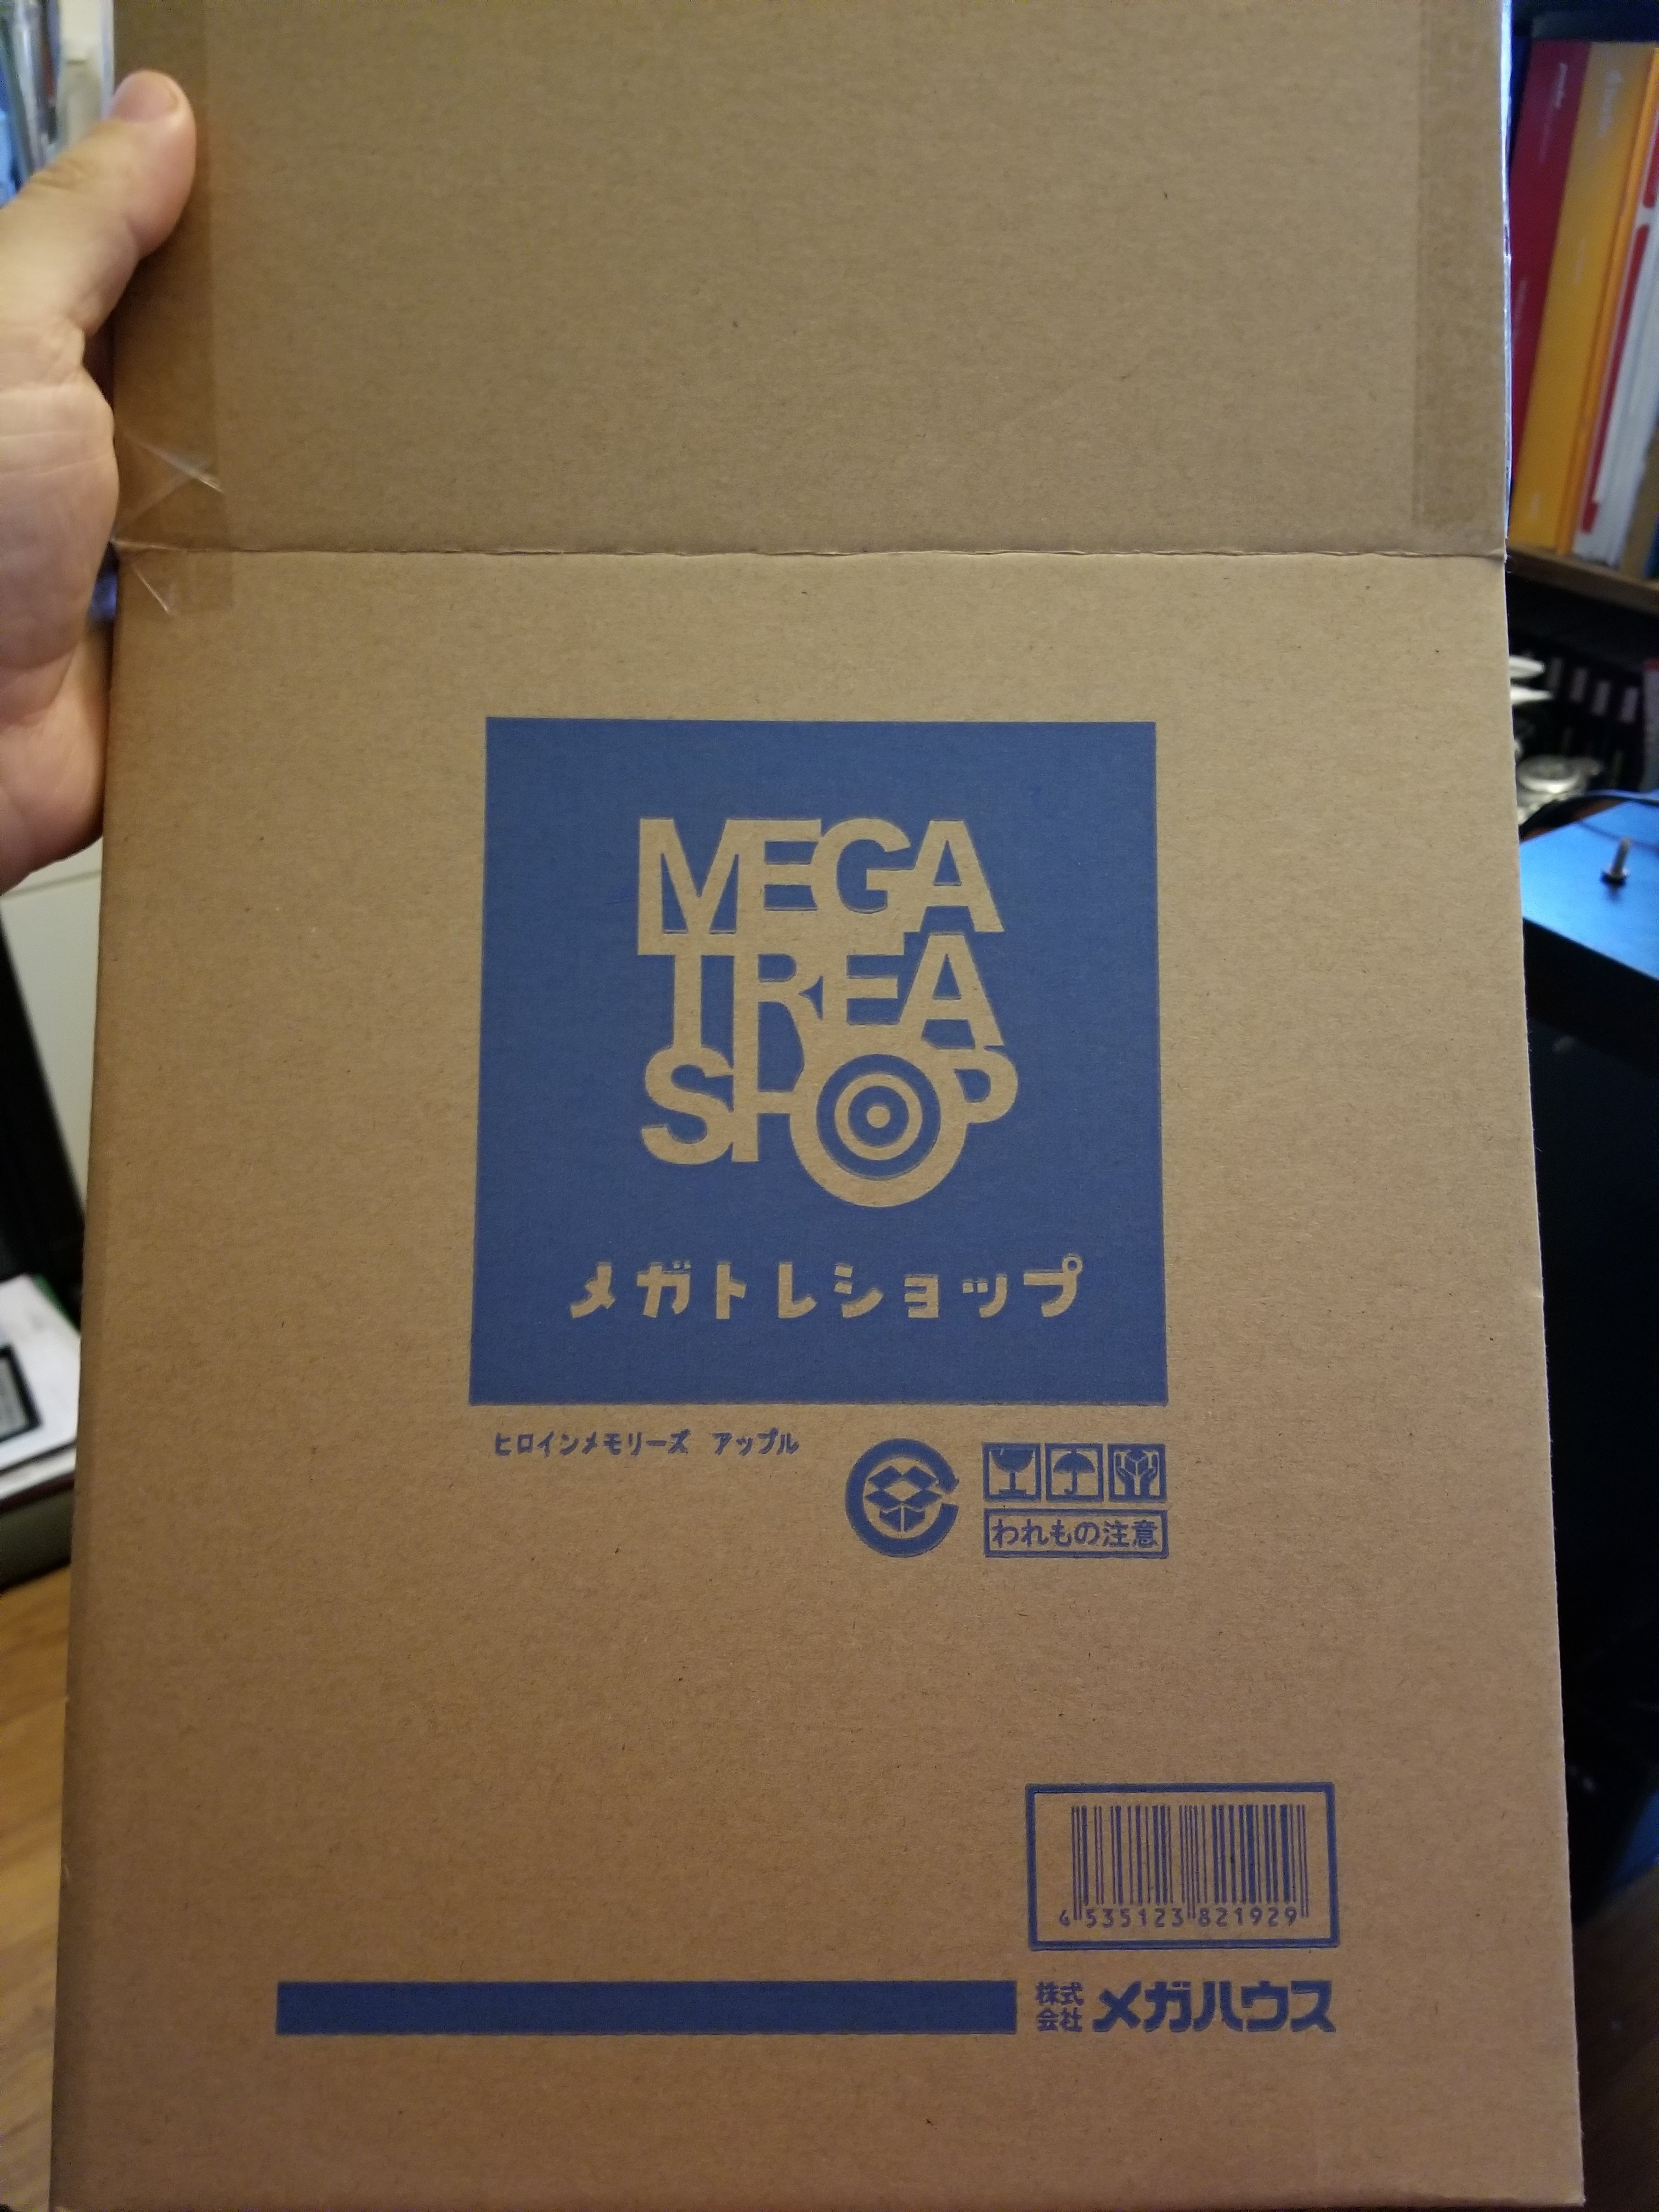 MEGA
TREA
SHOP
メガトレショップ
ヒロインメモリーズ アップル
われもの注意
4 535123 821929
株式
会社 メガハウス